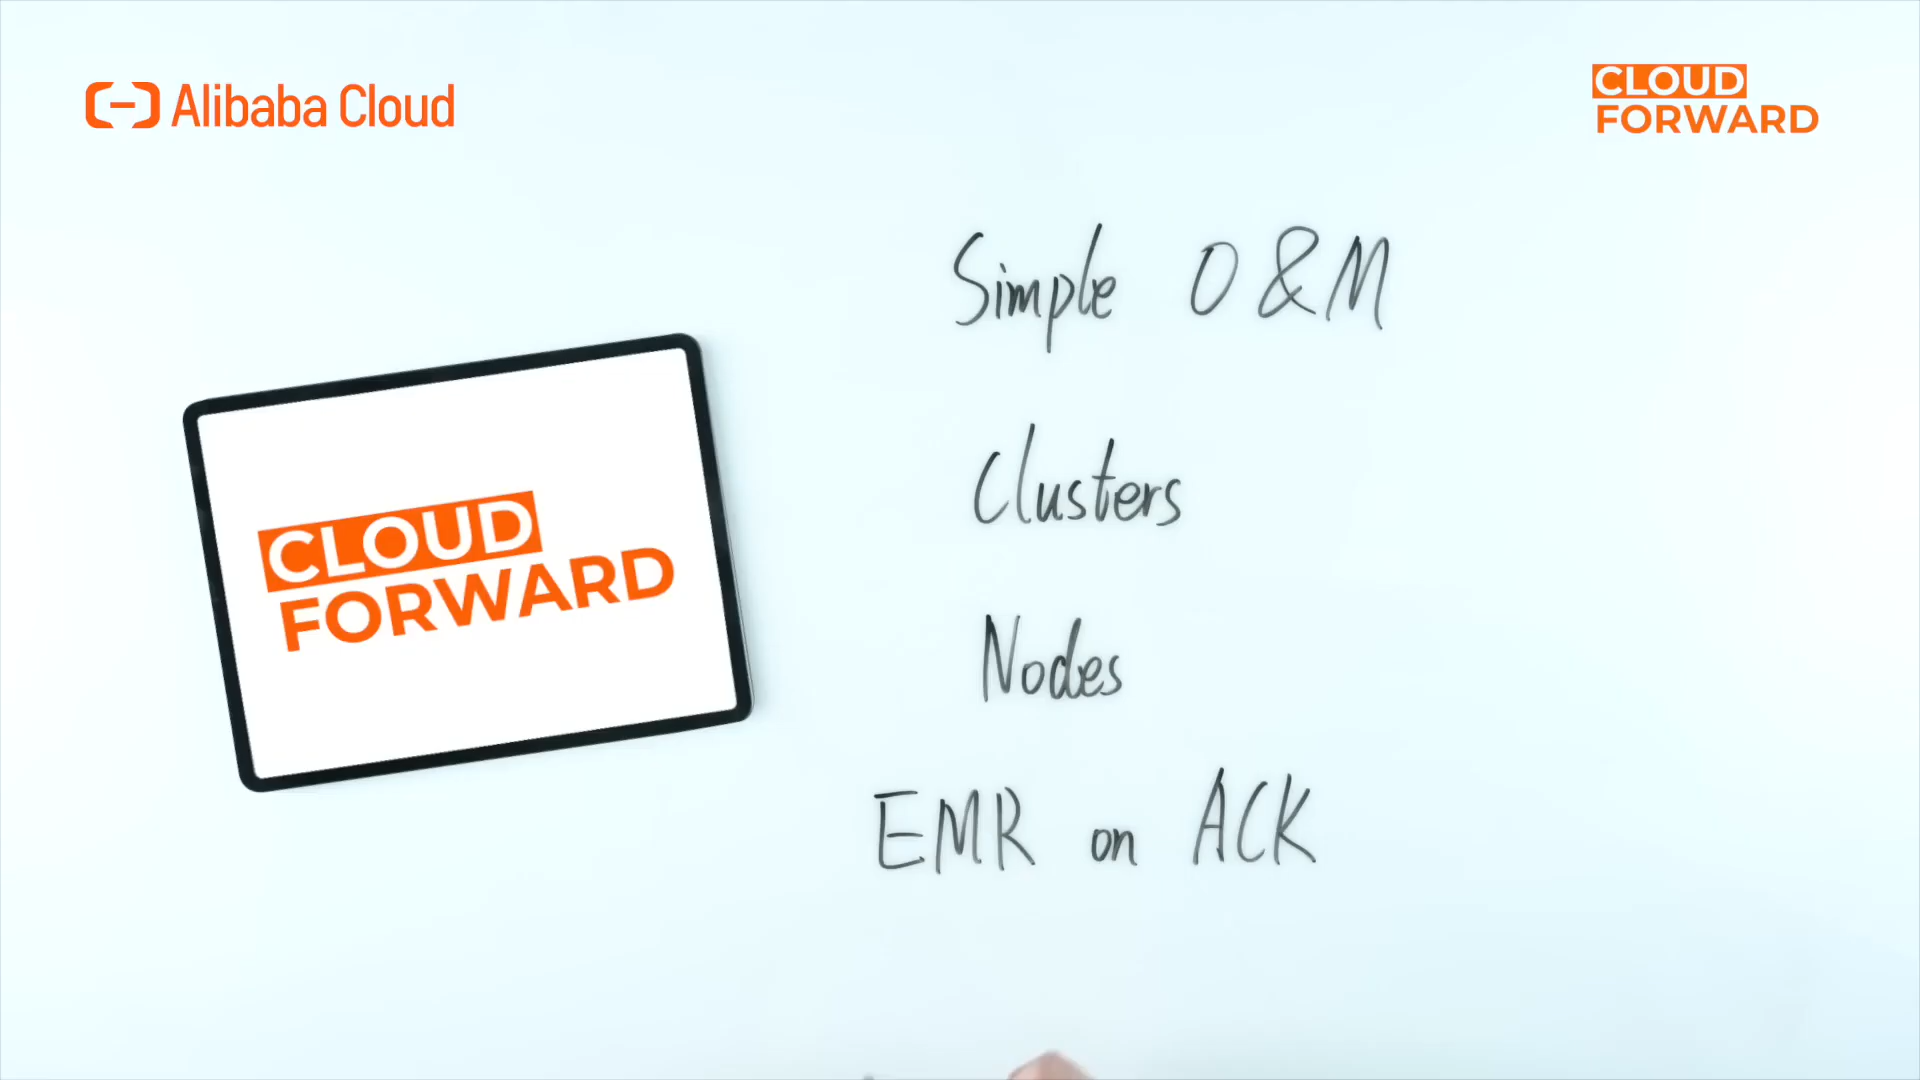 Alibaba Cloud
CLOUD
FORWARD
Simple O&M
Clusters
CLOUD
FORWARD
Nodes
EMR on ACK